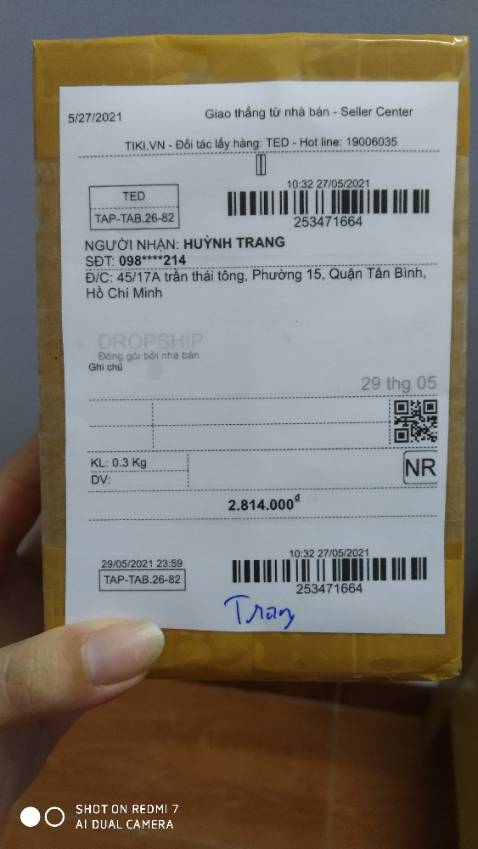 5/27/2021 Giao thẳng từ nhà bán - Seller Center
TIKI.VN - Đối tác lấy hàng: TED - Hot line: 19006035
10:32 27/05/2021
TED
TAP-TAB.26-82
253471664
NGƯỜI NHẬN: HUỲNH TRANG
SĐT: 098****214
Đ/C: 45/17A trần thái tông, Phường 15, Quận Tân Bình,
Hồ Chí Minh
DROPSHIP
Đóng gói bởi nhà bán
Ghi chú
29 thg 05
KL: 0.3 Kg
DV:
NR
2.814.000đ
29/05/2021 23:59
10:32 27/05/2021
TAP-TAB.26-82
253471664
Trang
SHOT ON REDMI 7
AI DUAL CAMERA